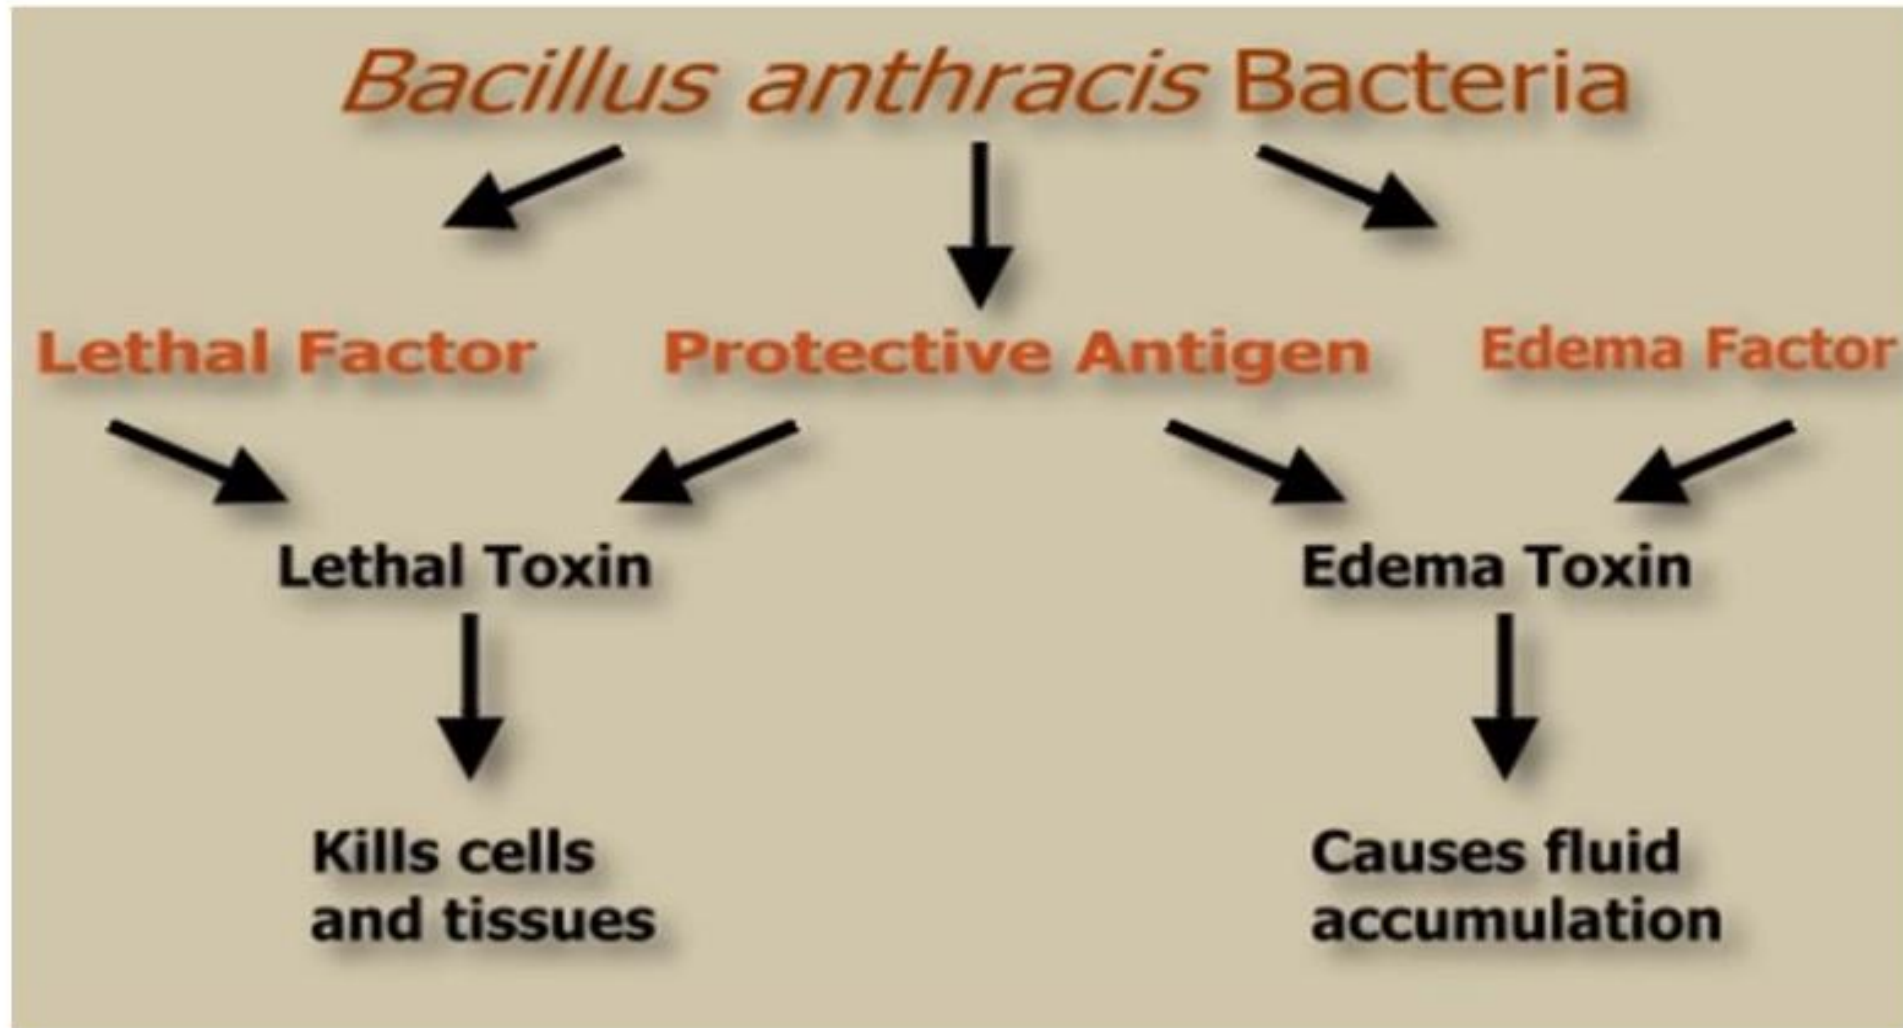 Bacillus anthracis Bacteria
Lethal Factor
Protective Antigen
Edema Factor
Lethal Toxin
Edema Toxin
Kills cells
and tissues
Causes fluid
accumulation